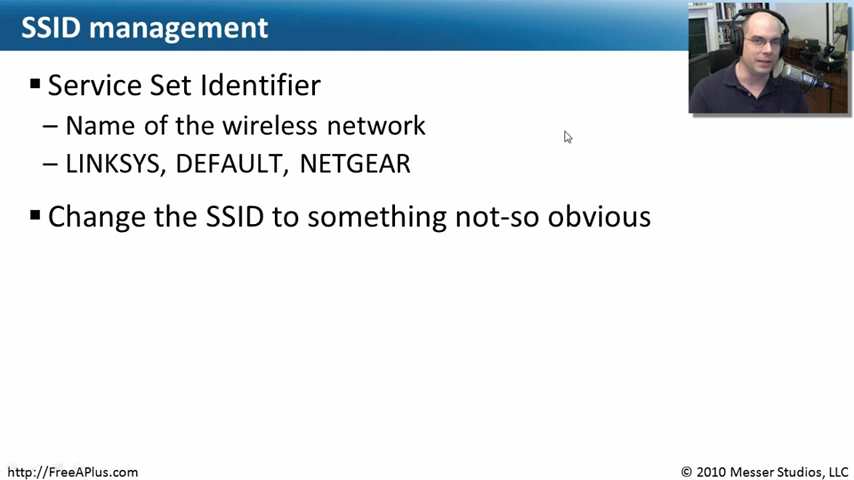 SSID management
▪ Service Set Identifier
– Name of the wireless network
– LINKSYS, DEFAULT, NETGEAR
▪ Change the SSID to something not-so obvious
http://FreeAPlus.com
© 2010 Messer Studios, LLC